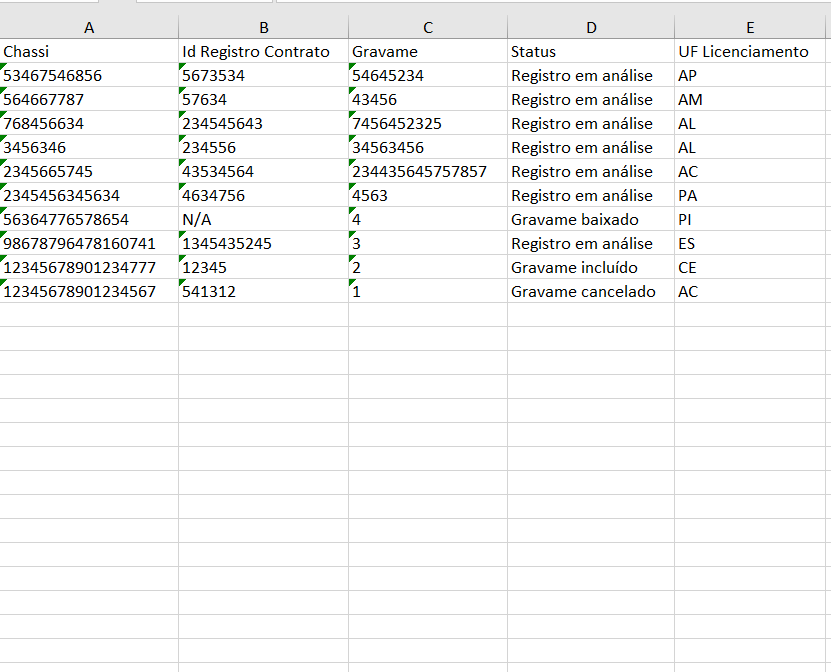 A B C D E
Chassi Id Registro Contrato Gravame Status UF Licenciamento
53467546856 5673534 54645234 Registro em análise AP
564667787 57634 43456 Registro em análise AM
768456634 234545643 7456452325 Registro em análise AL
3456346 234556 34563456 Registro em análise AL
2345665745 43534564 234435645757857 Registro em análise AC
2345456345634 4634756 4563 Registro em análise PA
56364776578654 N/A 4 Gravame baixado PI
98678796478160741 1345435245 3 Registro em análise ES
12345678901234777 12345 2 Gravame incluído CE
12345678901234567 541312 1 Gravame cancelado AC